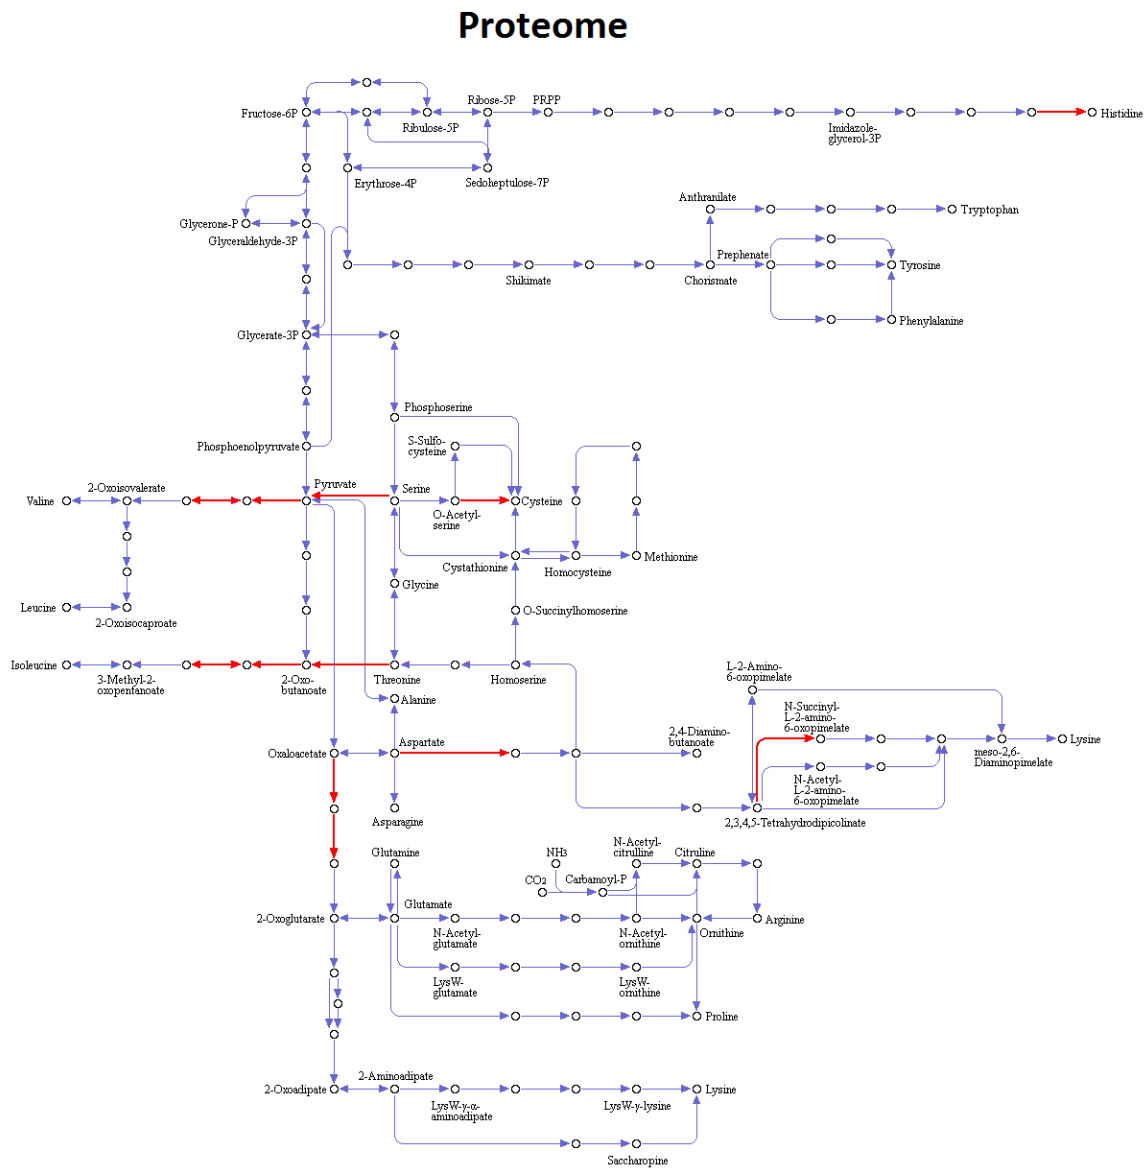 Proteome
Fructose-6P
Ribulose-5P
Ribose-5P
PRPP
Imidazole-
glycerol-3P
Histidine
Erythrose-4P
Sedoheptulose-7P
Glycerone-P
Glyceraldehyde-3P
Anthranilate
Tryptophan
Prephenate
Shikimate
Chorismate
Tyrosine
Phenylalanine
Glycerate-3P
Phosphoserine
Phosphoenolpyruvate
S-Sulfo-
cysteine
Valine
2-Oxoisovalerate
Pyruvate
Serine
O-Acetyl-
serine
Cysteine
Cystathionine
Homocysteine
Methionine
Glycine
Leucine
2-Oxoisocaproate
O-Succinylhomoserine
Isoleucine
3-Methyl-2-
oxopentanoate
2-Oxo-
butanoate
Threonine
Homoserine
Alanine
L-2-Amino-
6-oxopimelate
N-Succinyl-
L-2-amino-
6-oxopimelate
Oxaloacetate
Aspartate
2,4-Diamino-
butanoate
meso-2,6-
Diaminopimelate
Lysine
N-Acetyl-
L-2-amino-
6-oxopimelate
Asparagine
2,3,4,5-Tetrahydrodipicolinate
Glutamine
NH3
N-Acetyl-
citrulline
Citruline
CO2
Carbamoyl-P
2-Oxoglutarate
Glutamate
N-Acetyl-
glutamate
N-Acetyl-
ornithine
Ornithine
Arginine
LysW-
glutamate
LysW-
ornithine
Proline
2-Oxoadipate
2-Aminoadipate
LysW-γ-α-
aminoadipate
LysW-γ-lysine
Lysine
Saccharopine